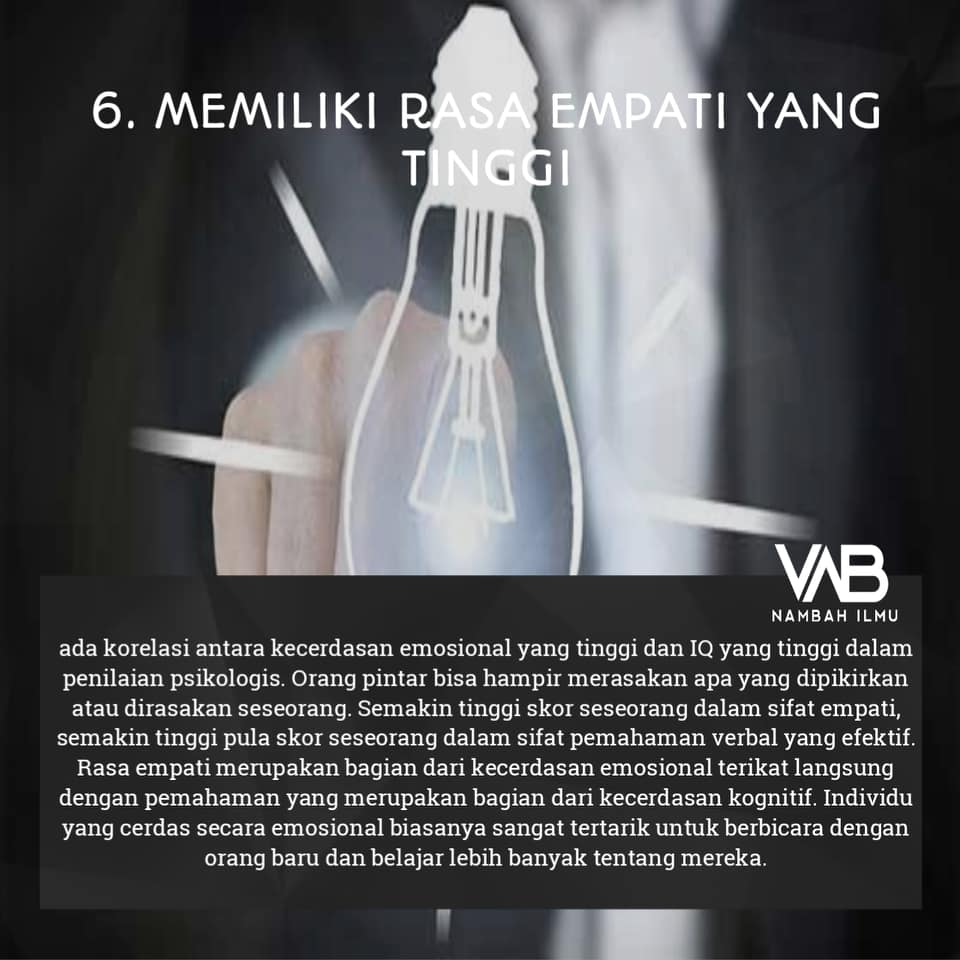 6. MEMILIKI RASA EMPATI YANG
TINGGI
VAB
NAMBAH ILMU
ada korelasi antara kecerdasan emosional yang tinggi dan IQ yang tinggi dalam
penilaian psikologis. Orang pintar bisa hampir merasakan apa yang dipikirkan
atau dirasakan seseorang. Semakin tinggi skor seseorang dalam sifat empati,
semakin tinggi pula skor seseorang dalam sifat pemahaman verbal yang efektif.
Rasa empati merupakan bagian dari kecerdasan emosional terikat langsung
dengan pemahaman yang merupakan bagian dari kecerdasan kognitif. Individu
yang cerdas secara emosional biasanya sangat tertarik untuk berbicara dengan
orang baru dan belajar lebih banyak tentang mereka.